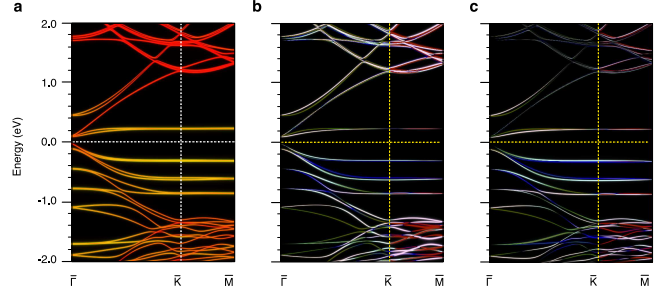 a
b
c
2.0
1.0
0.0
-1.0
-2.0
Energy (eV)
Γ̅ K̅ M̅
Γ̅ K̅ M̅
Γ̅ K̅ M̅